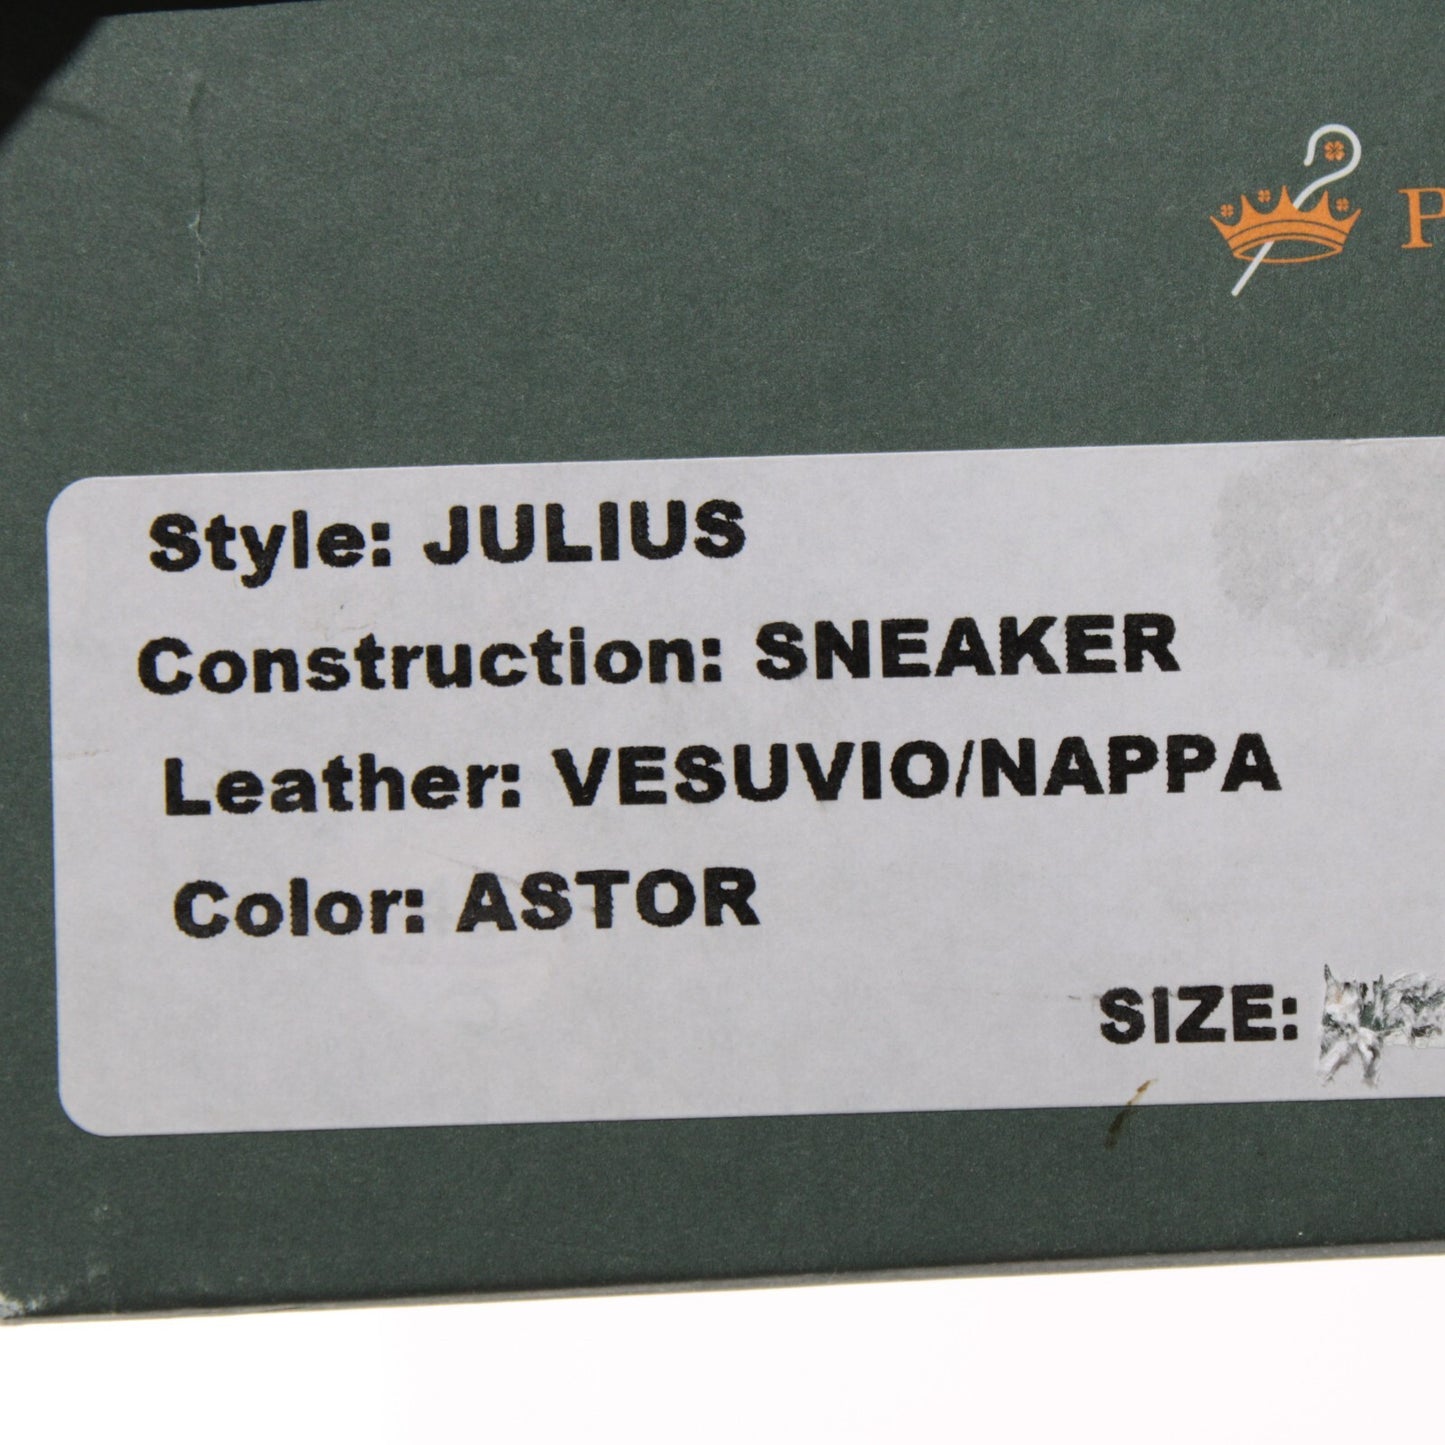 P
Style: JULIUS
Construction: SNEAKER
Leather: VESUVIO/NAPPA
Color: ASTOR
SIZE: